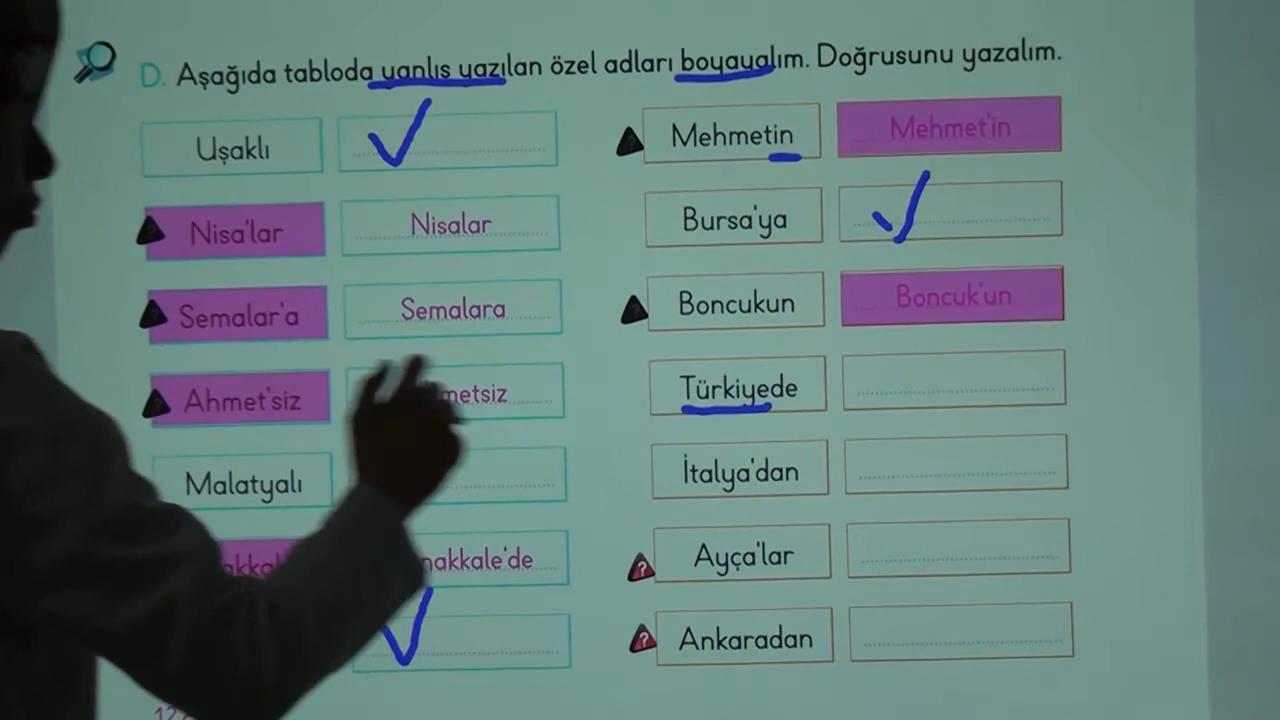 D. Aşağıda tabloda yanlış yazılan özel adları boyayalım. Doğrusunu yazalım.
Uşaklı
Nisa'lar Nisalar
Semalar'a Semalara
Ahmet'siz
Malatyalı
Mehmetin Mehmet'in
Bursa'ya
Boncukun Boncuk'un
Türkiyede
İtalya'dan
Ayça'lar
Ankaradan